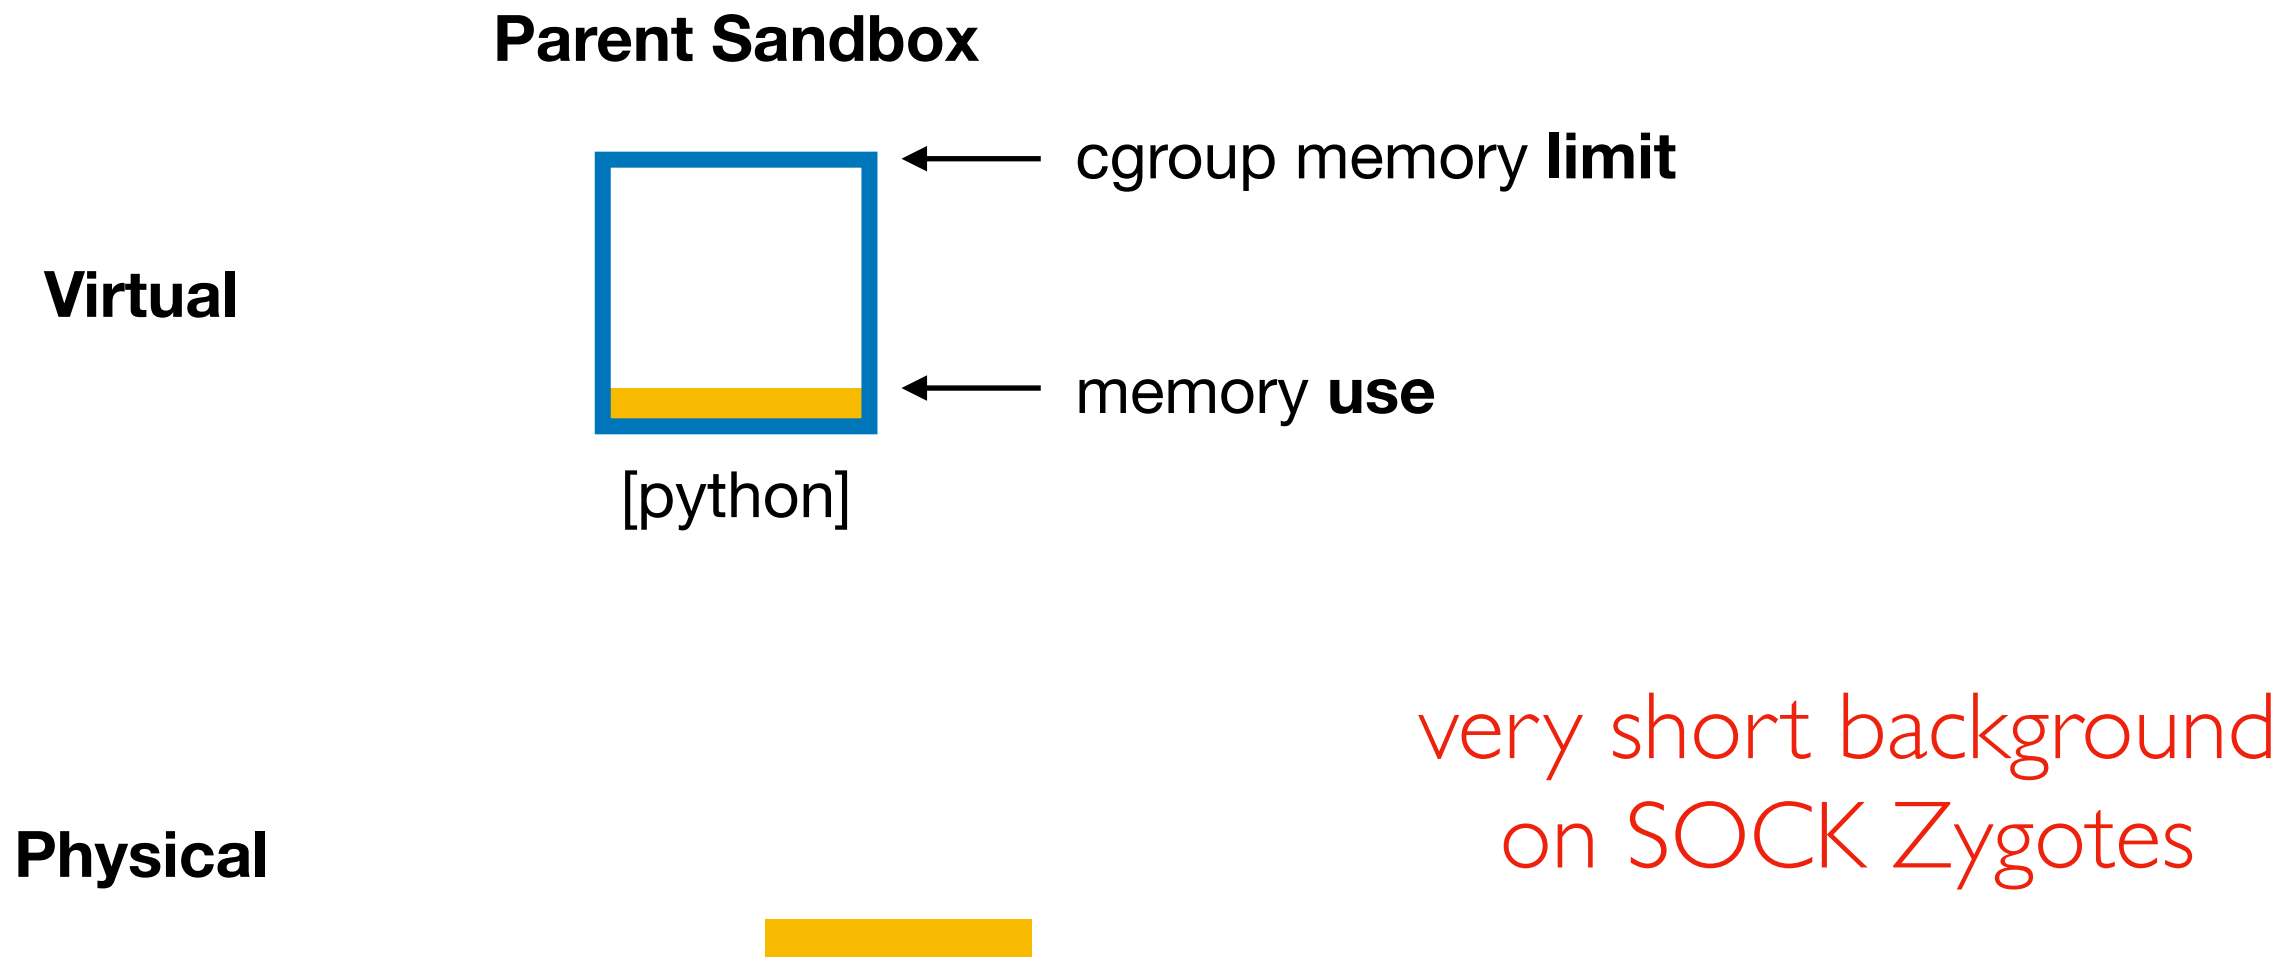 Parent Sandbox
cgroup memory limit
Virtual
memory use
[python]
very short background
on SOCK Zygotes
Physical